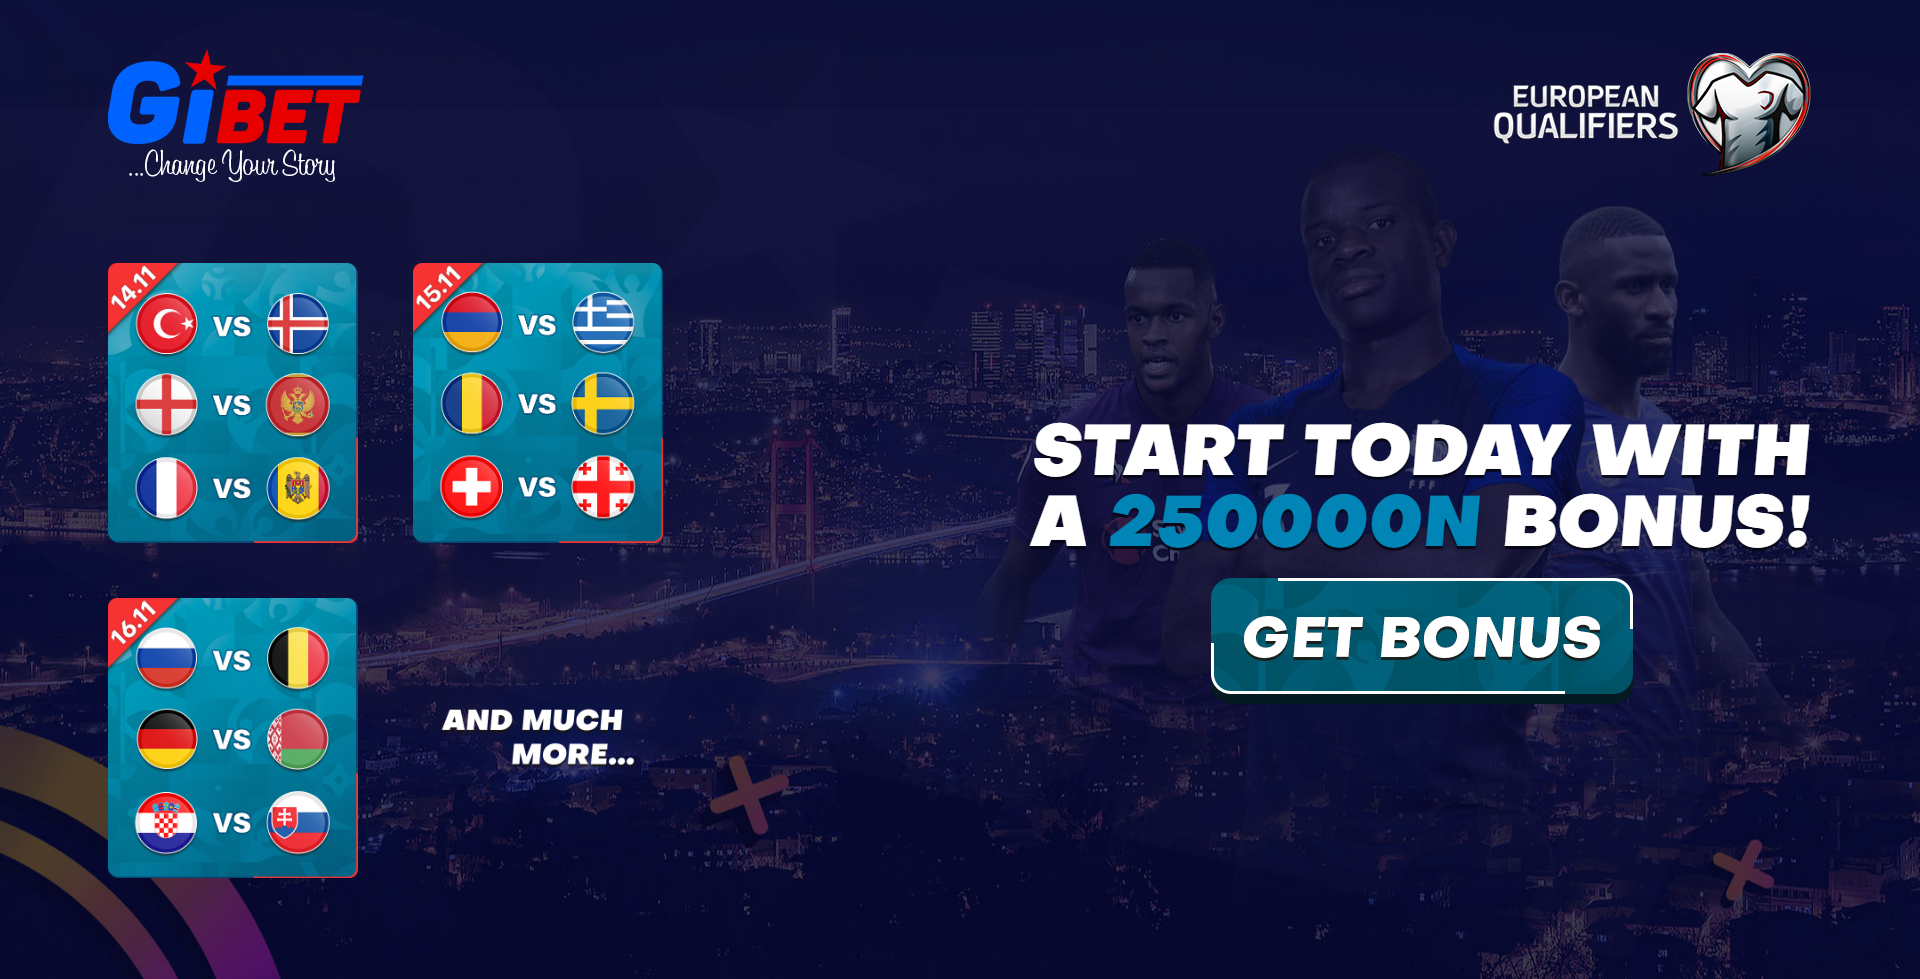 GiBET
...Change Your Story
EUROPEAN
QUALIFIERS
14.11
VS
VS
VS
15.11
VS
VS
VS
16.11
VS
VS
VS
AND MUCH
MORE...
START TODAY WITH
A 250000N BONUS!
FFF
GET BONUS